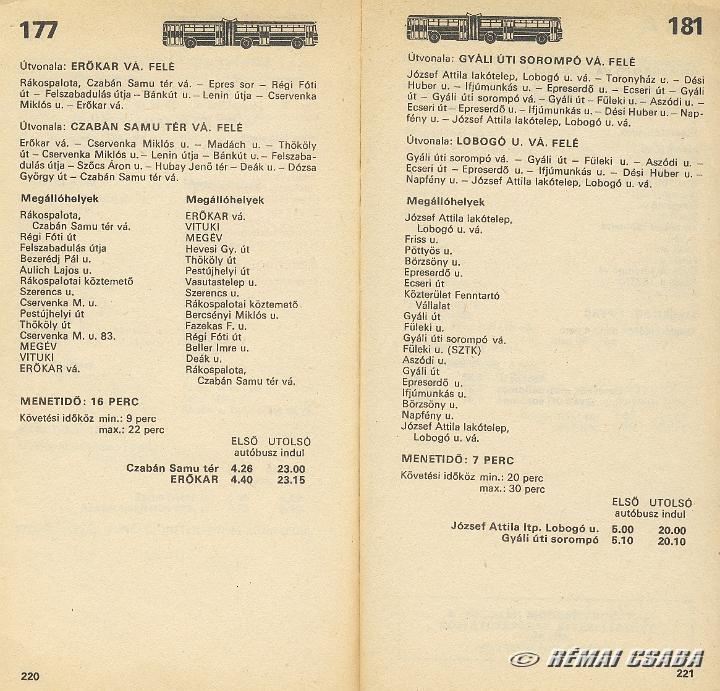 177
Útvonala: ERŐKAR VÁ. FELÉ
Rákospalota, Czabán Samu tér vá. – Epres sor – Régi Fóti
út – Felszabadulás útja – Bánkút u. – Lenin útja – Cservenka
Miklós u. – Erőkar vá.
Útvonala: CZABÁN SAMU TÉR VÁ. FELÉ
Erőkar vá. – Cservenka Miklós u. – Madách u. – Thököly
út – Cservenka Miklós u. – Lenin útja – Bánkút u. – Felszaba-
dulás útja – Szőcs Áron u. – Hubay Jenő tér – Deák u. – Dózsa
György út – Czabán Samu tér vá.
Megállóhelyek
Rákospalota,
Czabán Samu tér vá.
Régi Fóti út
Felszabadulás útja
Bezerédj Pál u.
Aulich Lajos u.
Rákospalotai köztemető
Szerencs u.
Cservenka M. u.
Pestújhelyi út
Thököly út
Cservenka M. u. 83.
MEGÉV
VITUKI
ERŐKAR vá.
Megállóhelyek
ERŐKAR vá.
VITUKI
MEGÉV
Hevesi Gy. út
Thököly út
Pestújhelyi út
Vasutastelep u.
Szerencs u.
Rákospalotai köztemető
Bercsényi Miklós u.
Fazekas F. u.
Régi Fóti út
Beller Imre u.
Deák u.
Rákospalota,
Czabán Samu tér vá.
MENETIDŐ: 16 PERC
Követési időköz min.: 9 perc
max.: 22 perc
ELSŐ UTOLSÓ
autóbusz indul
Czabán Samu tér 4.26 23.00
ERŐKAR 4.40 23.15
220
181
Útvonala: GYÁLI ÚTI SOROMPÓ VÁ. FELÉ
József Attila lakótelep, Lobogó u. vá. – Toronyház u. – Dési
Huber u. – Ifjúmunkás u. – Epreserdő u. – Ecseri út – Gyáli
út – Gyáli úti sorompó vá. – Gyáli út – Füleki u. – Aszódi u. –
Ecseri út – Epreserdő u. – Ifjúmunkás u. – Dési Huber u. – Nap-
fény u. – József Attila lakótelep, Lobogó u. vá.
Útvonala: LOBOGÓ U. VÁ. FELÉ
Gyáli úti sorompó vá. – Gyáli út – Füleki u. – Aszódi u. –
Ecseri út – Epreserdő u. – Ifjúmunkás u. – Dési Huber u. –
Napfény u. – József Attila lakótelep, Lobogó u. vá.
Megállóhelyek
József Attila lakótelep,
Lobogó u. vá.
Friss u.
Pöttyös u.
Börzsöny u.
Epreserdő u.
Ecseri út
Közterület Fenntartó
Vállalat
Gyáli út
Füleki u.
Gyáli úti sorompó vá.
Füleki u. (SZTK)
Aszódi u.
Gyáli út
Epreserdő u.
Ifjúmunkás u.
Börzsöny u.
Napfény u.
József Attila lakótelep,
Lobogó u. vá.
MENETIDŐ: 7 PERC
Követési időköz min.: 20 perc
max.: 30 perc
ELSŐ UTOLSÓ
autóbusz indul
József Attila ltp. Lobogó u. 5.00 20.00
Gyáli úti sorompó 5.10 20.10
© RÉMAI CSABA
221